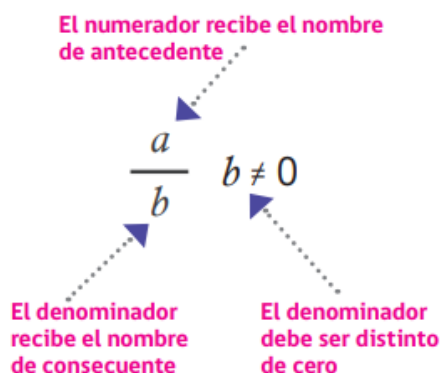 El numerador recibe el nombre
de antecedente
a
b
b ≠ 0
El denominador
recibe el nombre
de consecuente
El denominador
debe ser distinto
de cero